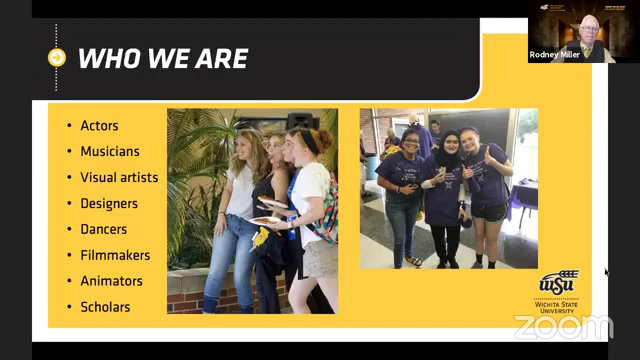 WHO WE ARE
• Actors
• Musicians
• Visual artists
• Designers
• Dancers
• Filmmakers
• Animators
• Scholars
Rodney Miller
wsu
WICHITA STATE
UNIVERSITY
zoom